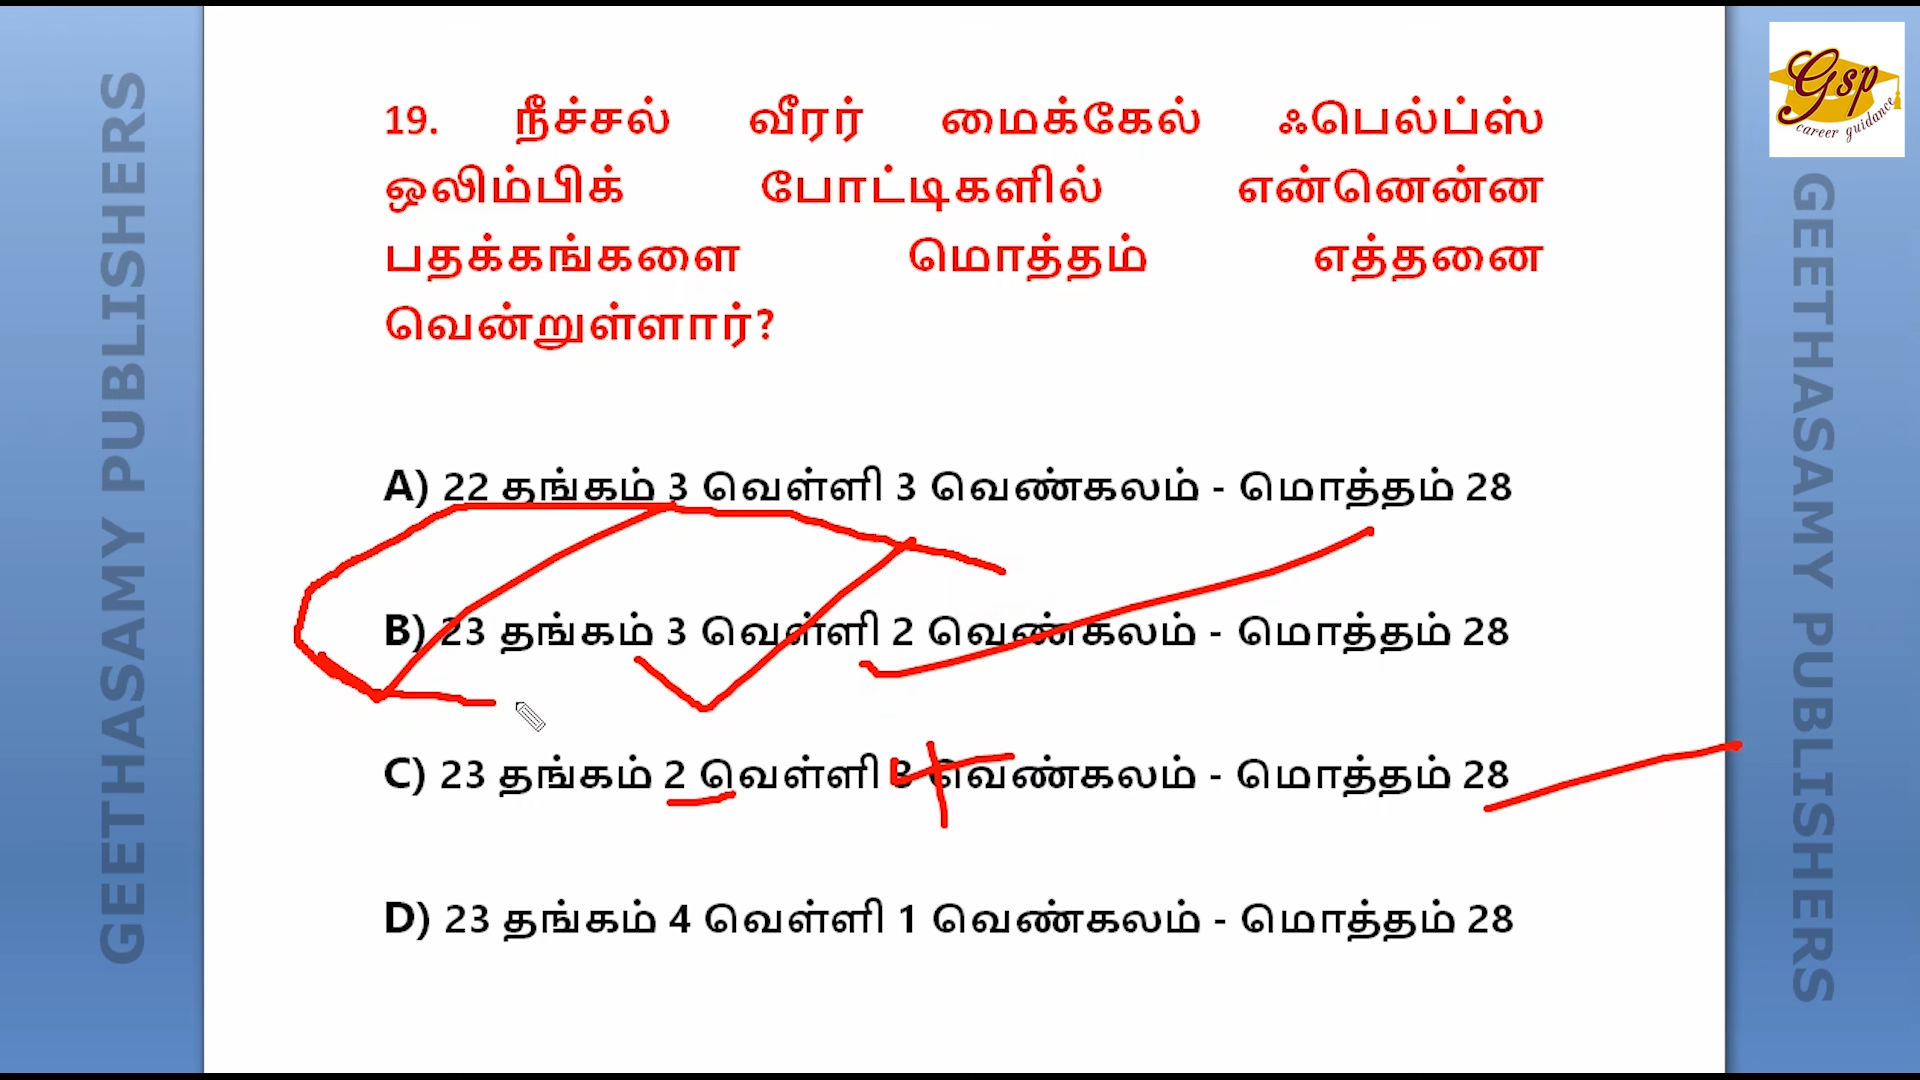 GEETHASAMY PUBLISHERS
Gsp
career guidance
GEETHASAMY PUBLISHERS
19. நீச்சல் வீரர் மைக்கேல் ஃபெல்ப்ஸ்
ஒலிம்பிக் போட்டிகளில் என்னென்ன
பதக்கங்களை மொத்தம் எத்தனை
வென்றுள்ளார்?
A) 22 தங்கம் 3 வெள்ளி 3 வெண்கலம் - மொத்தம் 28
B) 23 தங்கம் 3 வெள்ளி 2 வெண்கலம் - மொத்தம் 28
C) 23 தங்கம் 2 வெள்ளி 3 வெண்கலம் - மொத்தம் 28
D) 23 தங்கம் 4 வெள்ளி 1 வெண்கலம் - மொத்தம் 28